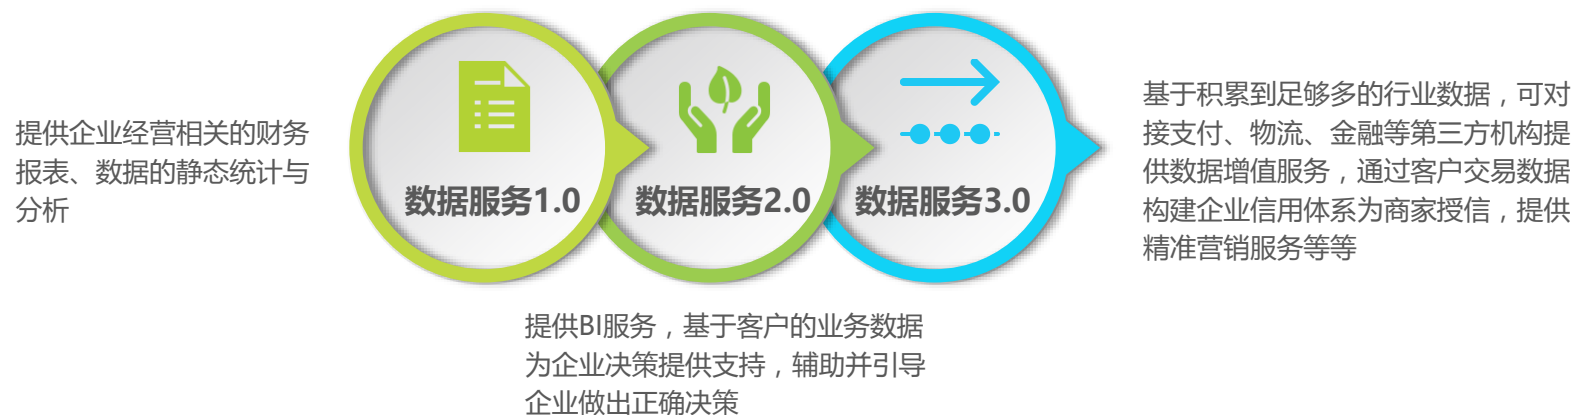 提供企业经营相关的财务
报表、数据的静态统计与
分析
数据服务1.0
数据服务2.0
数据服务3.0
基于积累到足够多的行业数据，可对
接支付、物流、金融等第三方机构提
供数据增值服务，通过客户交易数据
构建企业信用体系为商家授信，提供
精准营销服务等等
提供BI服务，基于客户的业务数据
为企业决策提供支持，辅助并引导
企业做出正确决策